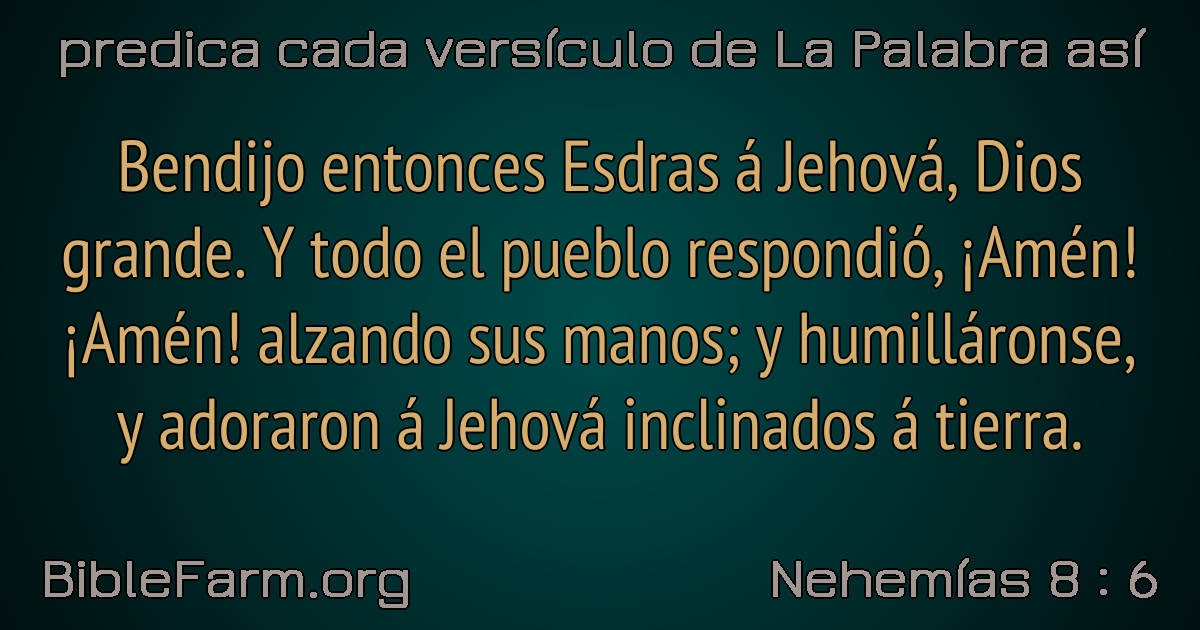 predica cada versículo de La Palabra así
Bendijo entonces Esdras á Jehová, Dios
grande. Y todo el pueblo respondió, ¡Amén!
¡Amén! alzando sus manos; y humilláronse,
y adoraron á Jehová inclinados á tierra.
BibleFarm.org
Nehemías 8 : 6